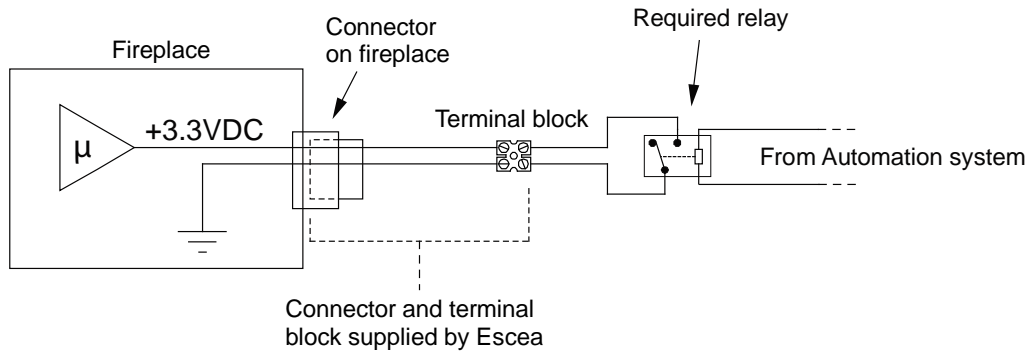 Required relay
Connector
on fireplace
Fireplace
+3.3VDC
Terminal block
μ
From Automation system
Connector and terminal
block supplied by Escea